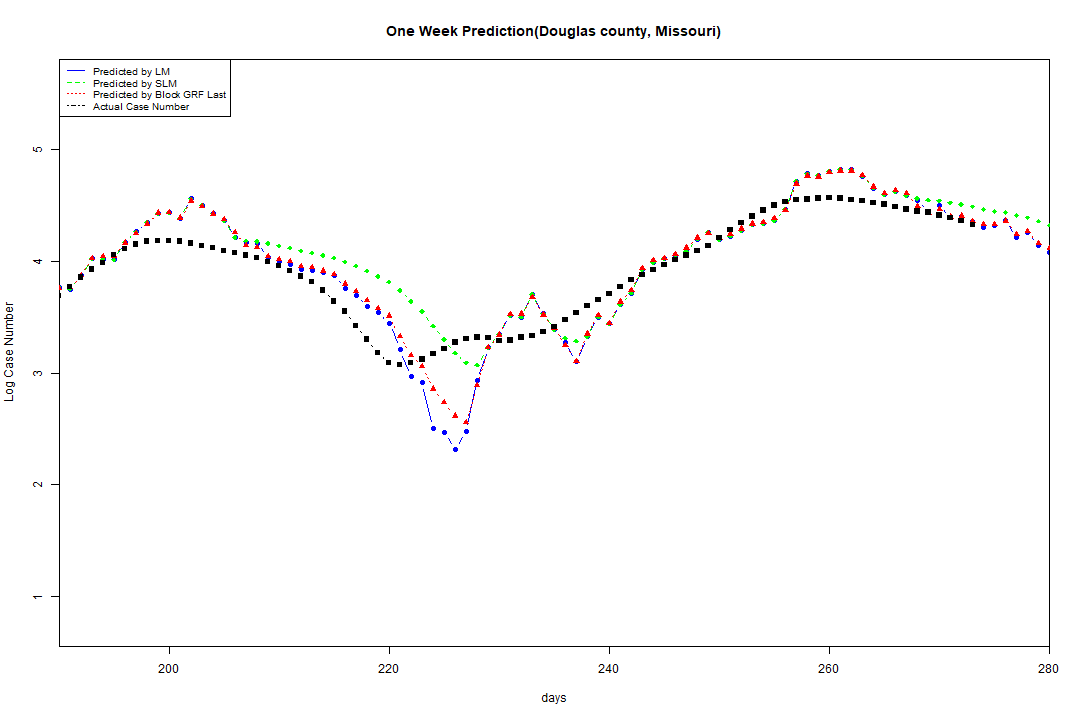 One Week Prediction(Douglas county, Missouri)
Predicted by LM
Predicted by SLM
Predicted by Block GRF Last
Actual Case Number
5
4
3
2
1
Log Case Number
200 220 240 260 280
days